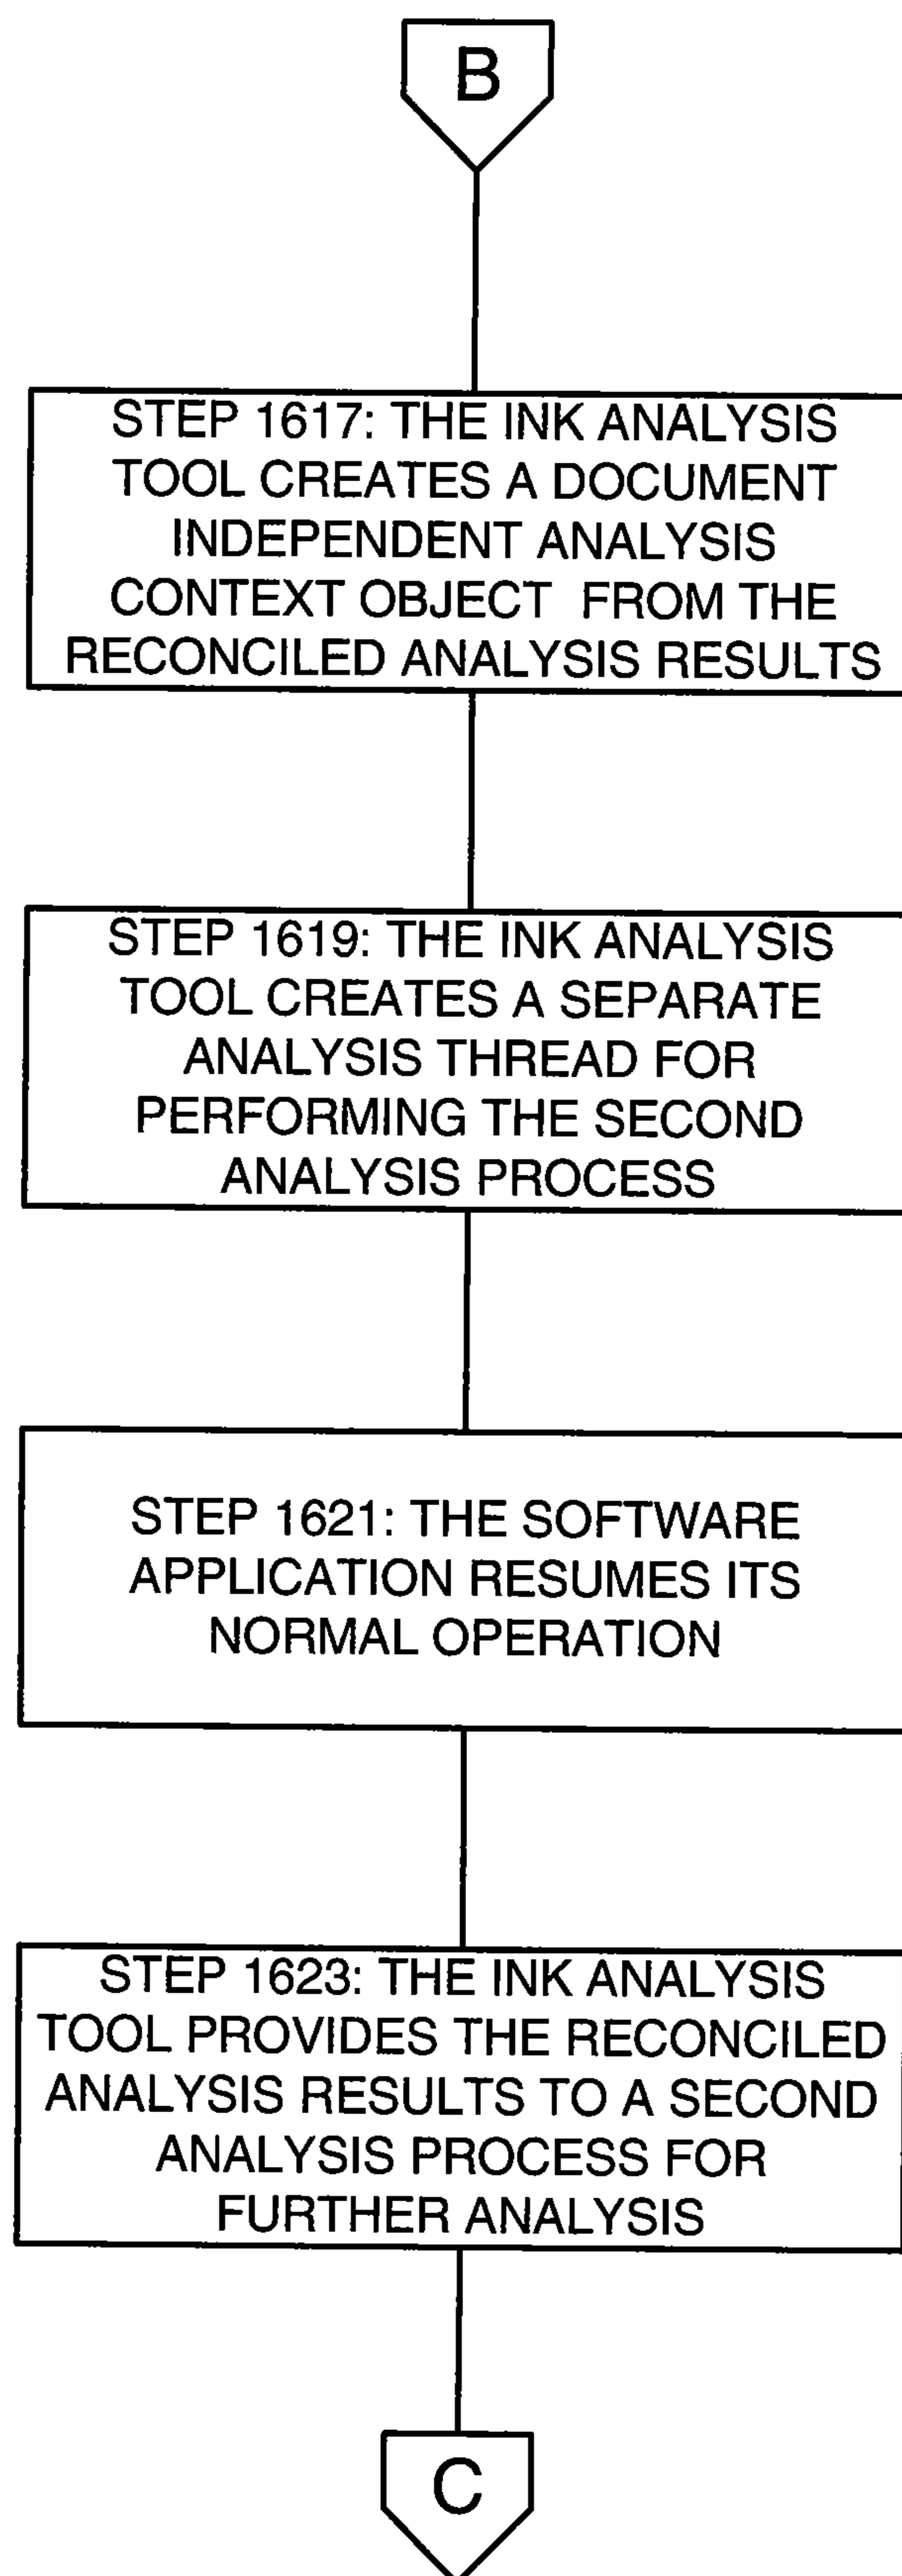 B
STEP 1617: THE INK ANALYSIS
TOOL CREATES A DOCUMENT
INDEPENDENT ANALYSIS
CONTEXT OBJECT FROM THE
RECONCILED ANALYSIS RESULTS
STEP 1619: THE INK ANALYSIS
TOOL CREATES A SEPARATE
ANALYSIS THREAD FOR
PERFORMING THE SECOND
ANALYSIS PROCESS
STEP 1621: THE SOFTWARE
APPLICATION RESUMES ITS
NORMAL OPERATION
STEP 1623: THE INK ANALYSIS
TOOL PROVIDES THE RECONCILED
ANALYSIS RESULTS TO A SECOND
ANALYSIS PROCESS FOR
FURTHER ANALYSIS
C